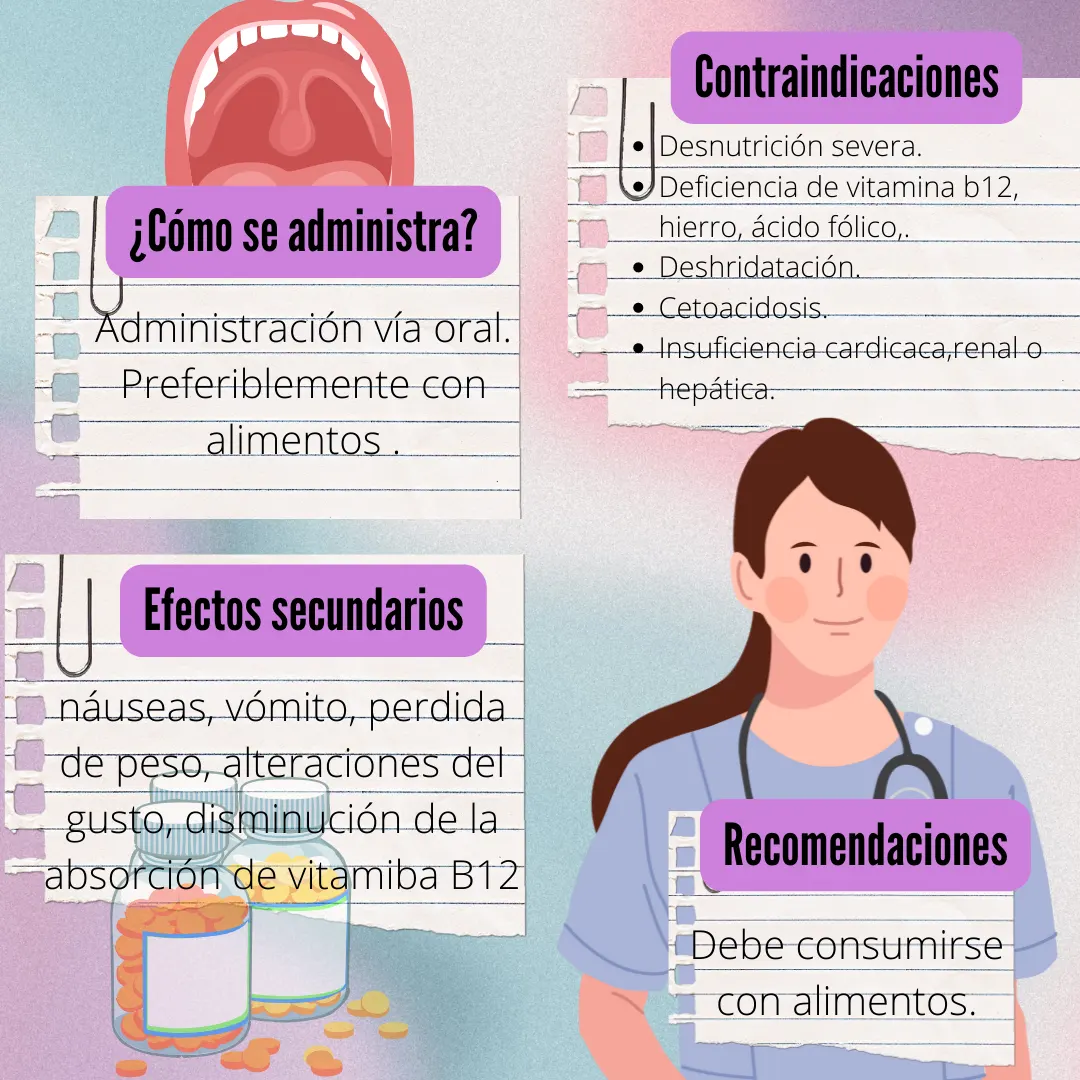 ¿Cómo se administra?
Administración vía oral.
Preferiblemente con
alimentos .
Contraindicaciones
• Desnutrición severa.
• Deficiencia de vitamina b12,
hierro, ácido fólico,.
• Deshridatación.
• Cetoacidosis.
• Insuficiencia cardicaca,renal o
hepática.
Efectos secundarios
náuseas, vómito, perdida
de peso, alteraciones del
gusto, disminución de la
absorción de vitamiba B12
Recomendaciones
Debe consumirse
con alimentos.